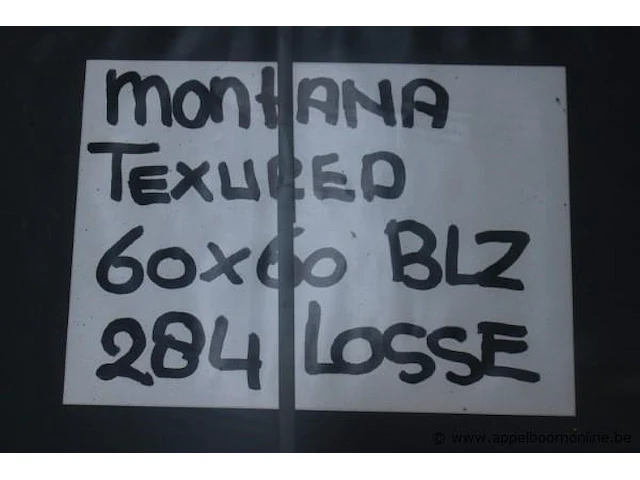 montANA
TEXURED
60x60 BLZ
284 LOSSE
© www.appelboomonline.be